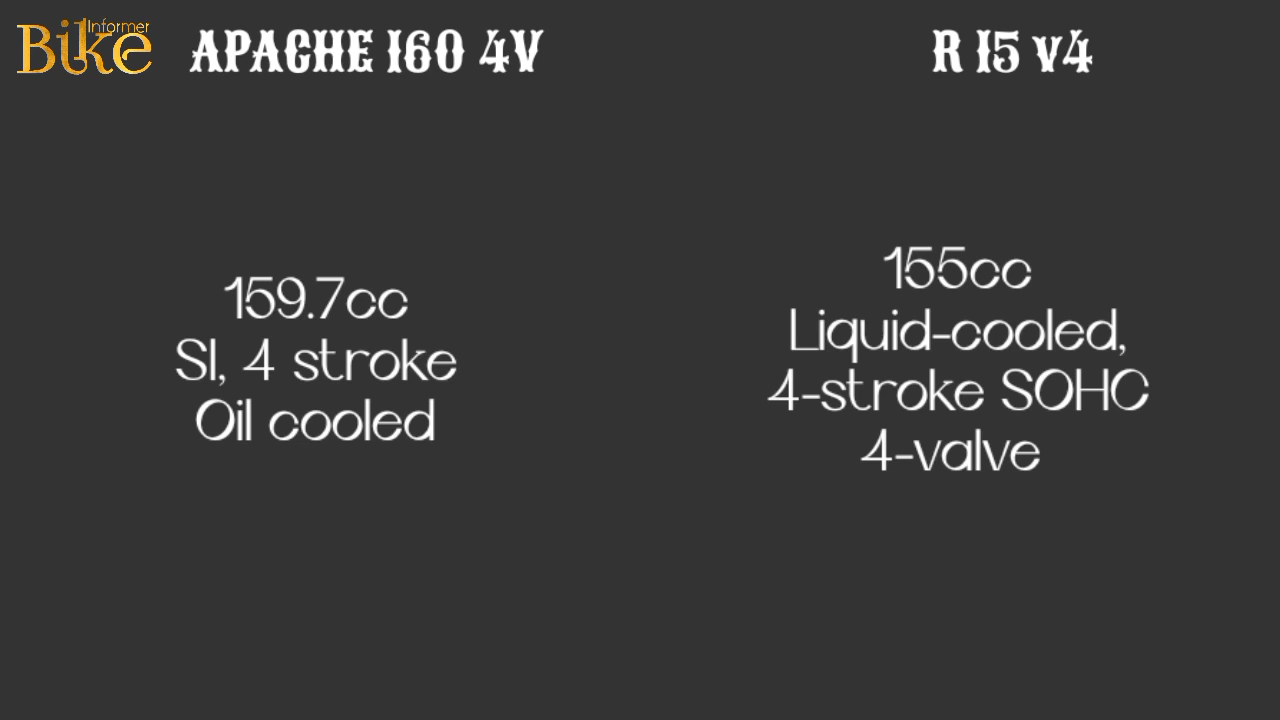 Bike Informer
APACHE 160 4V
R 15 V4
159.7cc
SI, 4 stroke
Oil cooled
155cc
Liquid-cooled,
4-stroke SOHC
4-valve